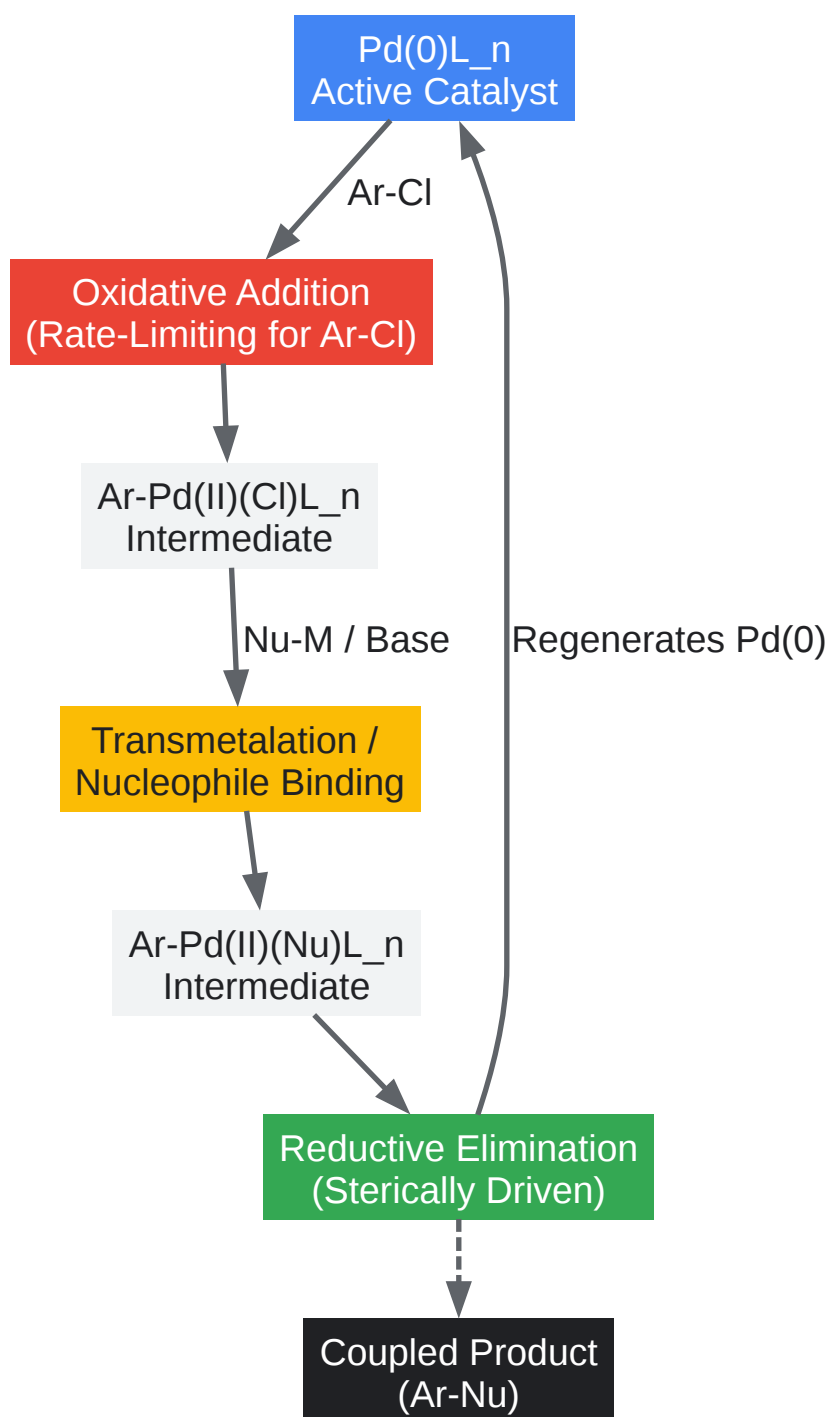 Pd(0)L_n
Active Catalyst
Ar-Cl
Oxidative Addition
(Rate-Limiting for Ar-Cl)
Ar-Pd(II)(Cl)L_n
Intermediate
Nu-M / Base
Regenerates Pd(0)
Transmetalation /
Nucleophile Binding
Ar-Pd(II)(Nu)L_n
Intermediate
Reductive Elimination
(Sterically Driven)
Coupled Product
(Ar-Nu)